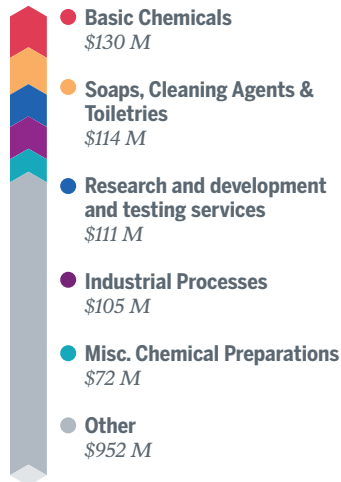 Basic Chemicals
$130 M
Soaps, Cleaning Agents &
Toiletries
$114 M
Research and development
and testing services
$111 M
Industrial Processes
$105 M
Misc. Chemical Preparations
$72 M
Other
$952 M